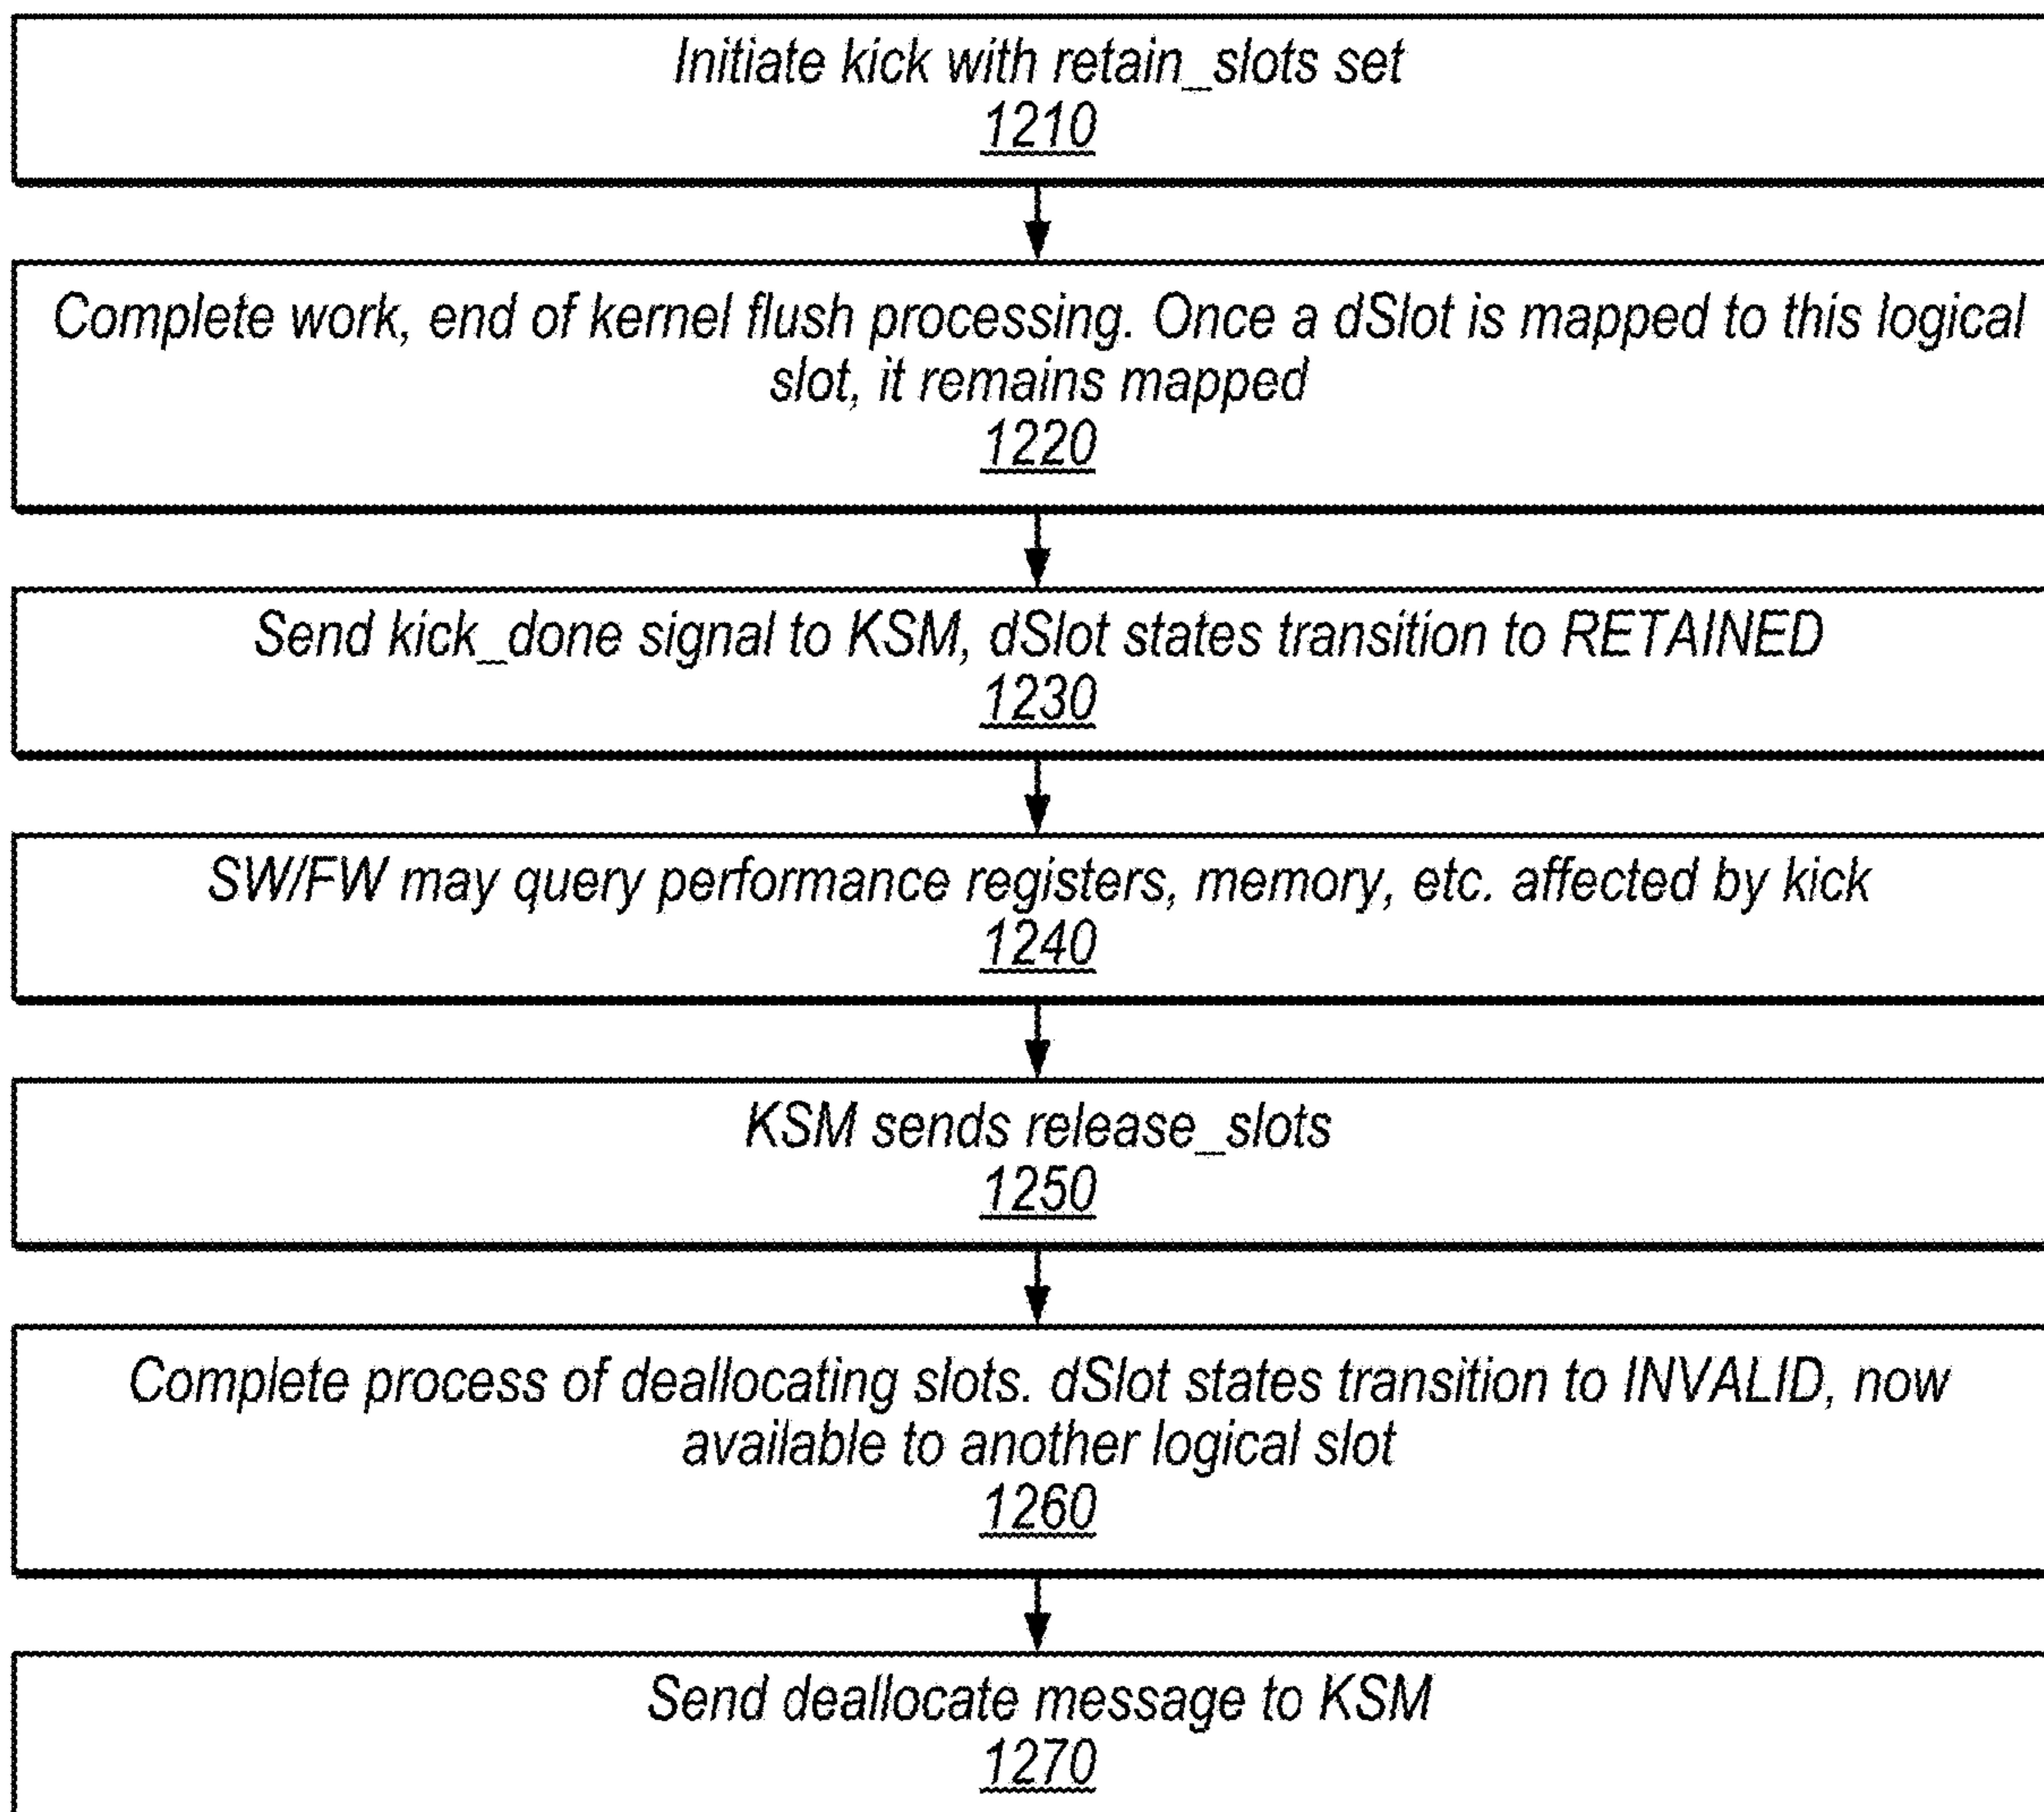 Initiate kick with retain_slots set
1210
Complete work, end of kernel flush processing. Once a dSlot is mapped to this logical
slot, it remains mapped
1220
Send kick_done signal to KSM, dSlot states transition to RETAINED
1230
SW/FW may query performance registers, memory, etc. affected by kick
1240
KSM sends release_slots
1250
Complete process of deallocating slots. dSlot states transition to INVALID, now
available to another logical slot
1260
Send deallocate message to KSM
1270